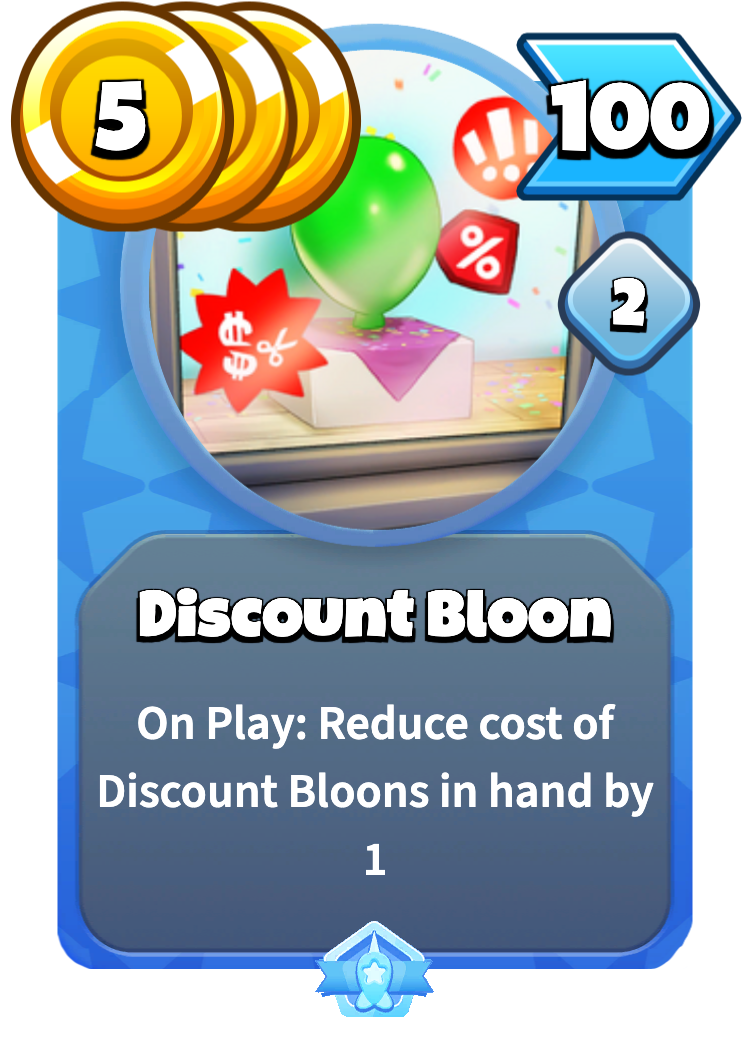 5
100
!!!
%
$
2
Discount Bloon
On Play: Reduce cost of
Discount Bloons in hand by
1